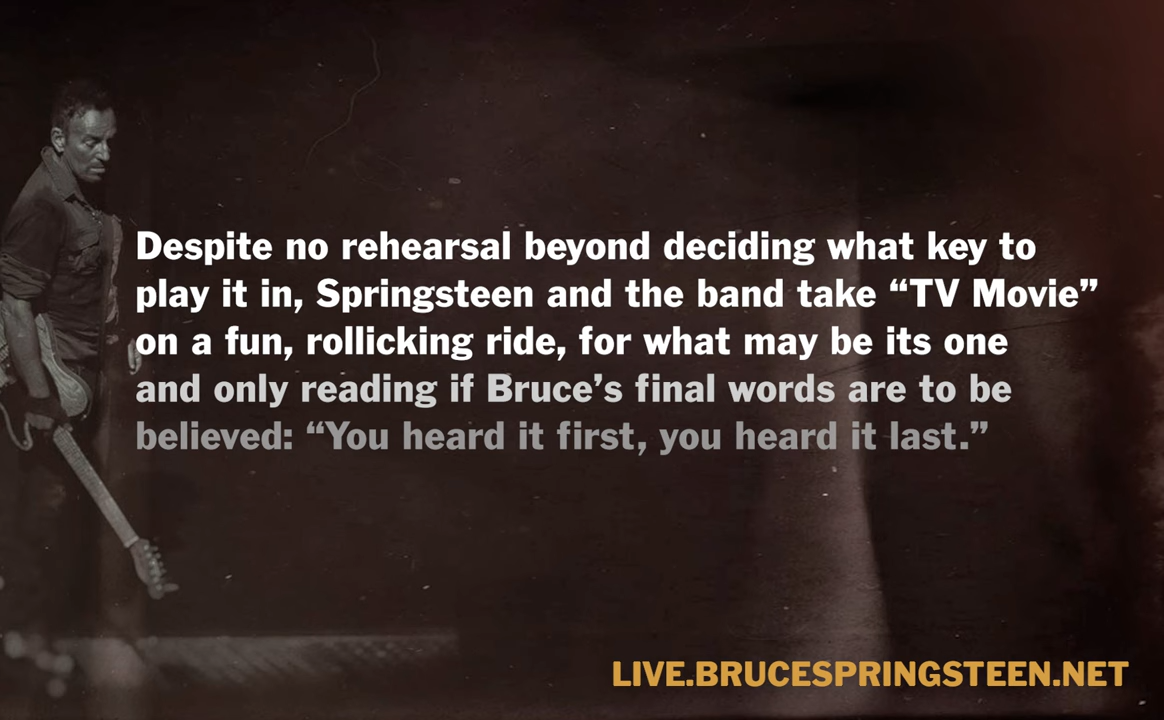 Despite no rehearsal beyond deciding what key to
play it in, Springsteen and the band take “TV Movie”
on a fun, rollicking ride, for what may be its one
and only reading if Bruce’s final words are to be
believed: “You heard it first, you heard it last.”
LIVE.BRUCESPRINGSTEEN.NET